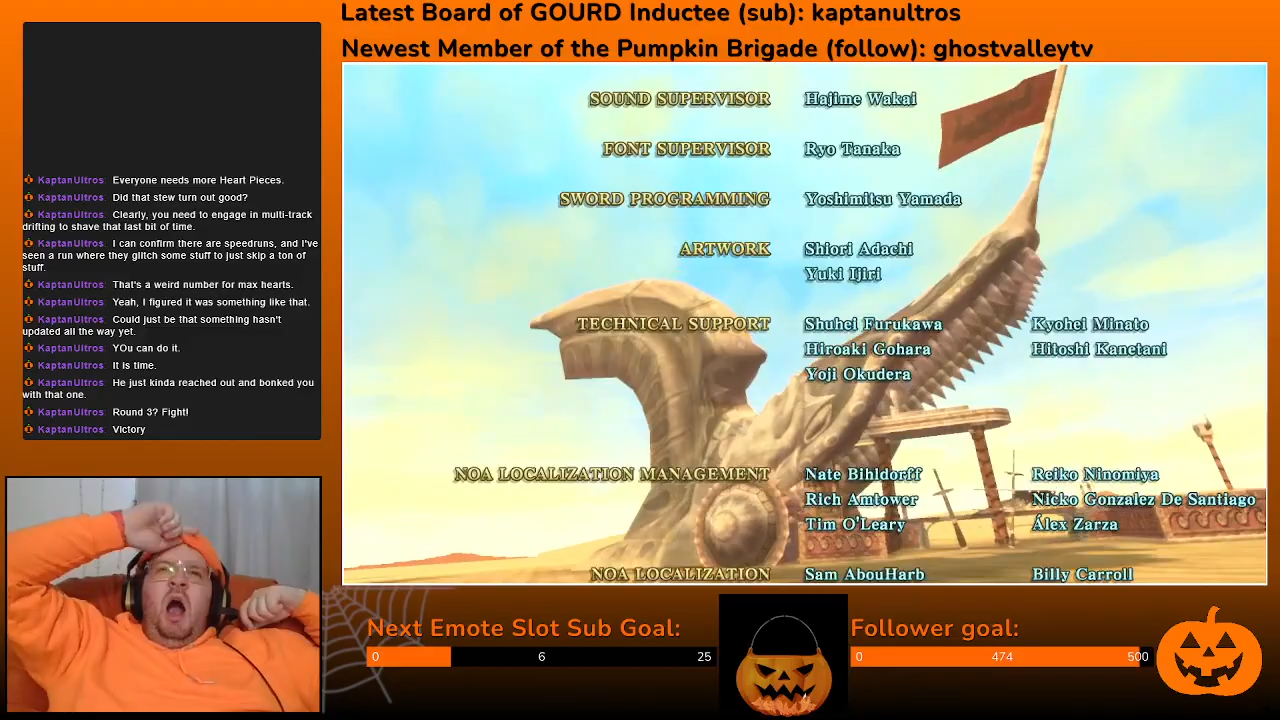 Latest Board of GOURD Inductee (sub): kaptanultros
Newest Member of the Pumpkin Brigade (follow): ghostvalleytv
KaptanUltros: Everyone needs more Heart Pieces.
KaptanUltros: Did that stew turn out good?
KaptanUltros: Clearly, you need to engage in multi-track
drifting to shave that last bit of time.
KaptanUltros: I can confirm there are speedruns, and I've
seen a run where they glitch some stuff to just skip a ton of
stuff.
KaptanUltros: That's a weird number for max hearts.
KaptanUltros: Yeah, I figured it was something like that.
KaptanUltros: Could just be that something hasn't
updated all the way yet.
KaptanUltros: YOu can do it.
KaptanUltros: It is time.
KaptanUltros: He just kinda reached out and bonked you
with that one.
KaptanUltros: Round 3? Fight!
KaptanUltros: Victory
SOUND SUPERVISOR Hajime Wakai
FONT SUPERVISOR Ryo Tanaka
SWORD PROGRAMMING Yoshimitsu Yamada
ARTWORK Shiori Adachi
Yuki Ijiri
TECHNICAL SUPPORT Shuhei Furukawa Kyohei Minato
Hiroaki Gohara Hitoshi Kanetani
Yoji Okudera
NOA LOCALIZATION MANAGEMENT Nate Bihldorff Reiko Ninomiya
Rich Amtower Nicko Gonzalez De Santiago
Tim O'Leary Álex Zarza
NOA LOCALIZATION Sam AbouHarb Billy Carroll
Next Emote Slot Sub Goal:
0 6 25
Follower goal:
0 474 500